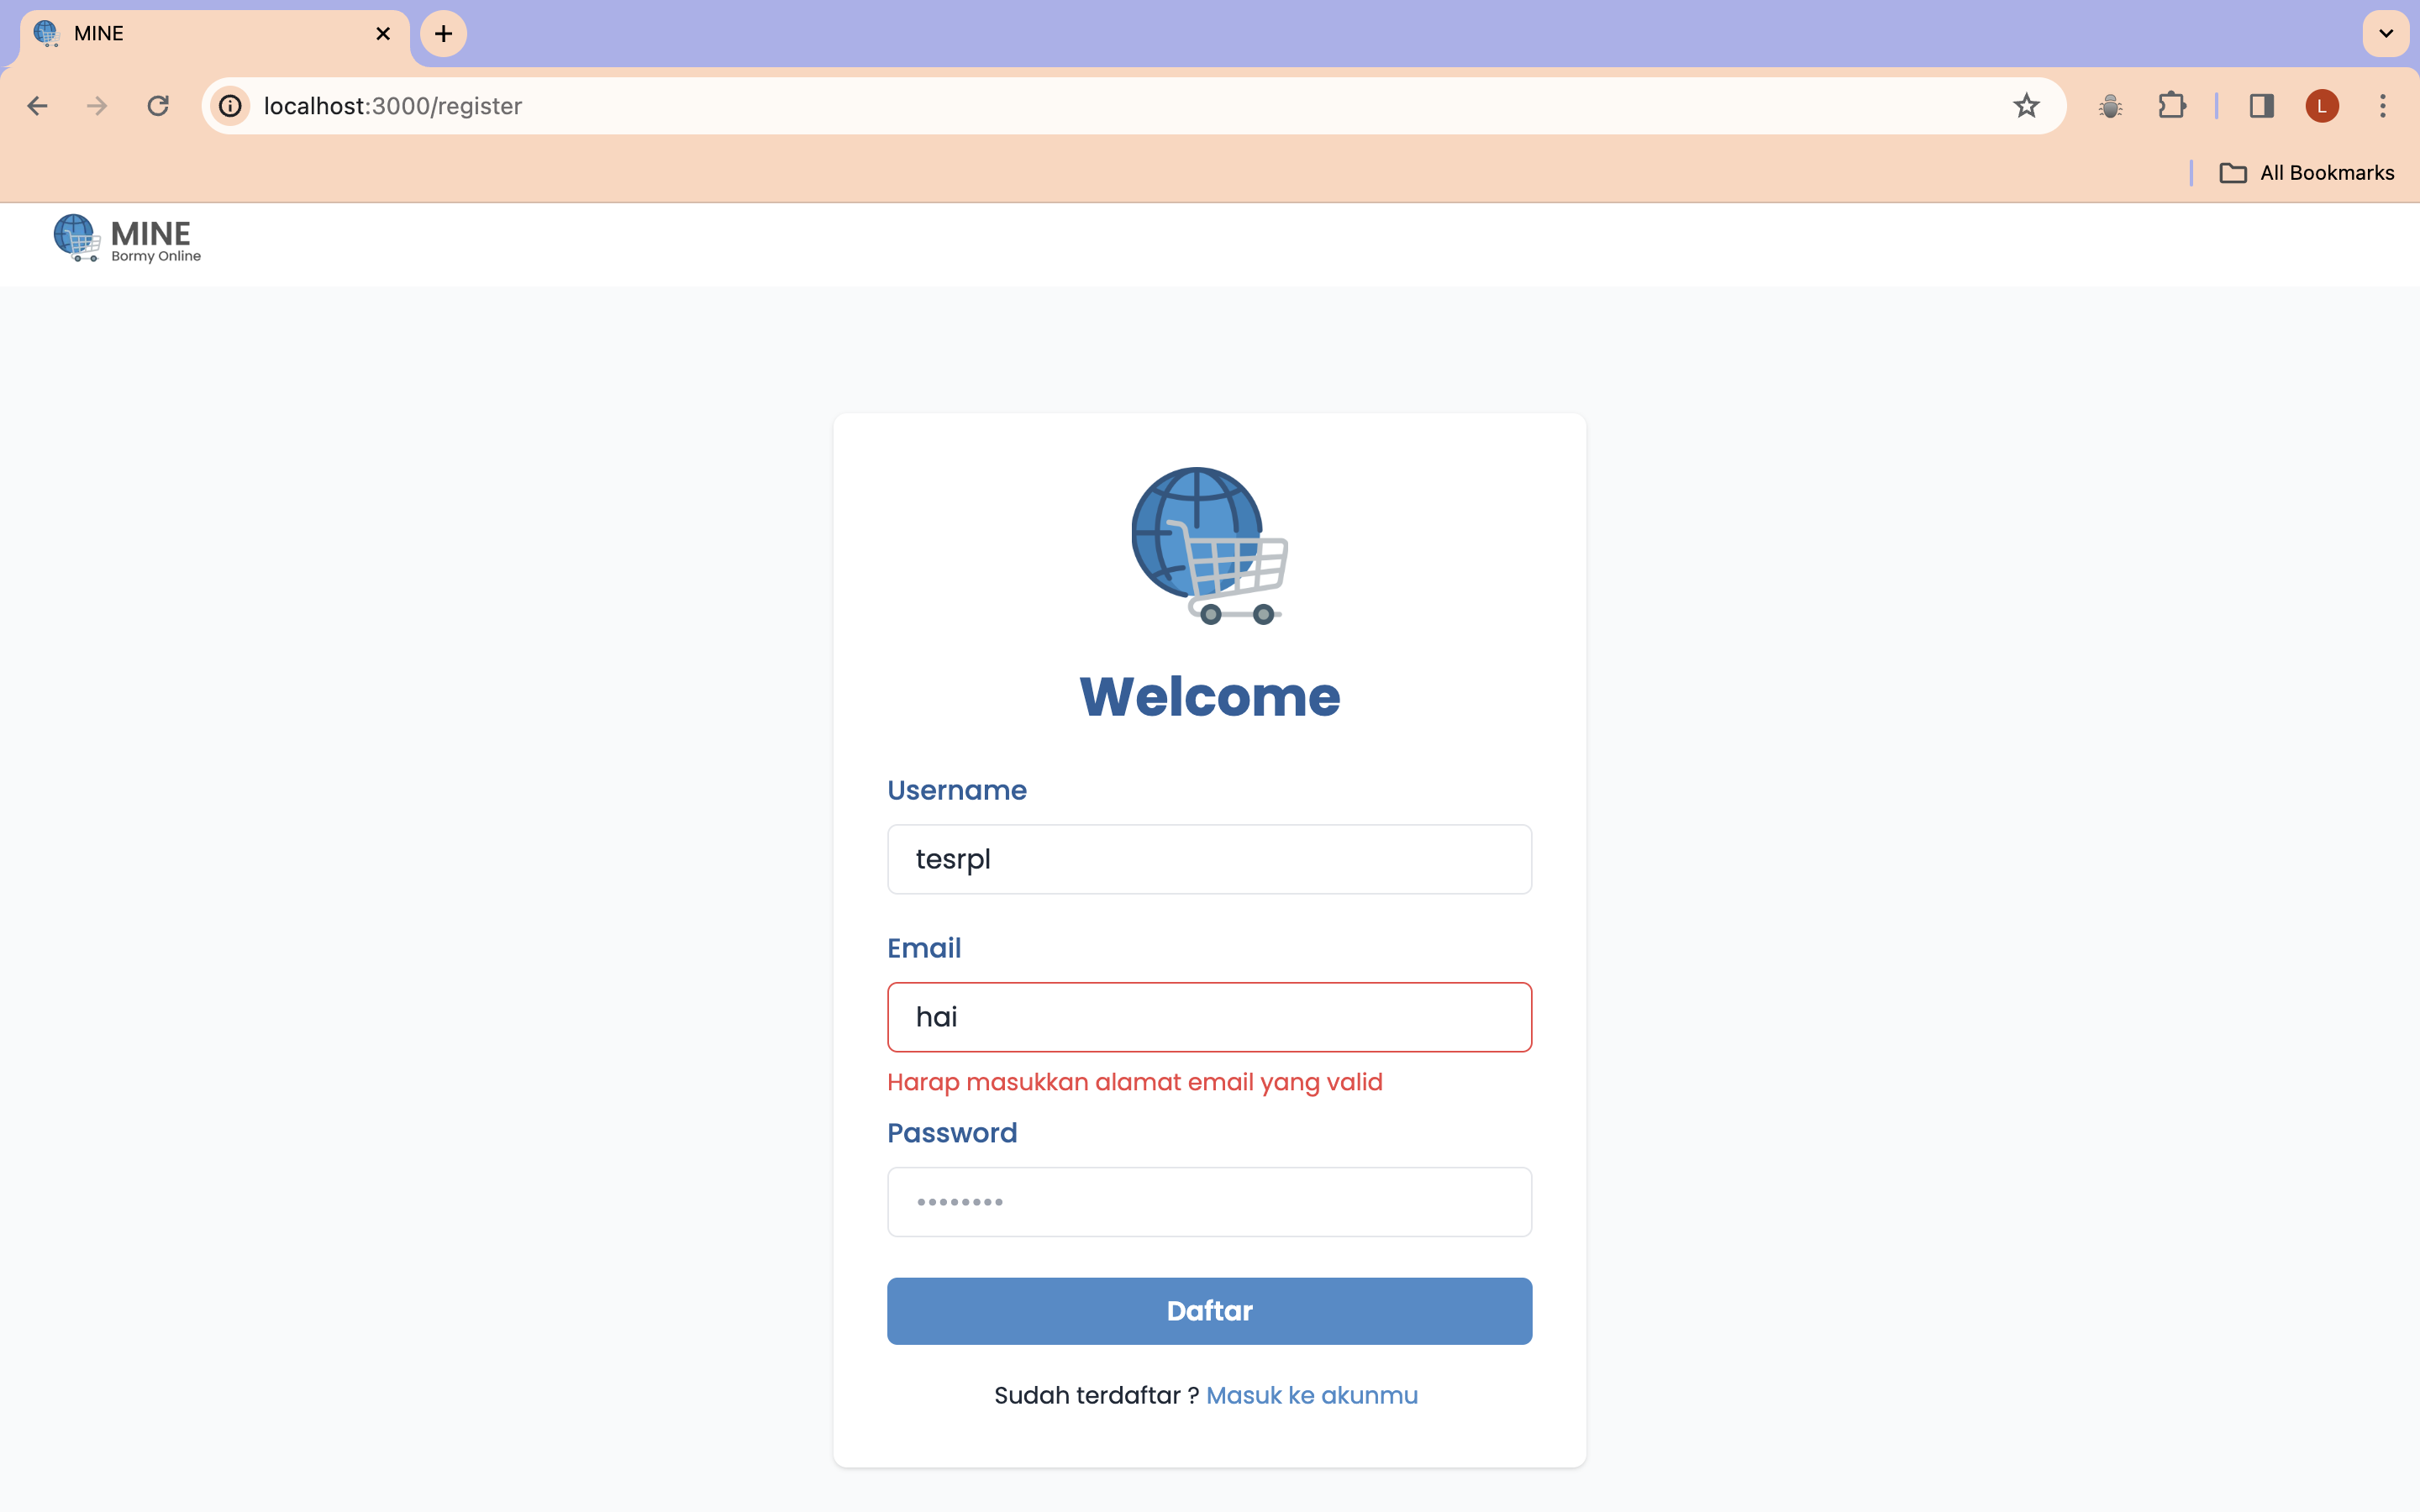 MINE
localhost:3000/register
L
All Bookmarks
MINE
Bormy Online
Welcome
Username
tesrpl
Email
hai
Harap masukkan alamat email yang valid
Password
Daftar
Sudah terdaftar ? Masuk ke akunmu